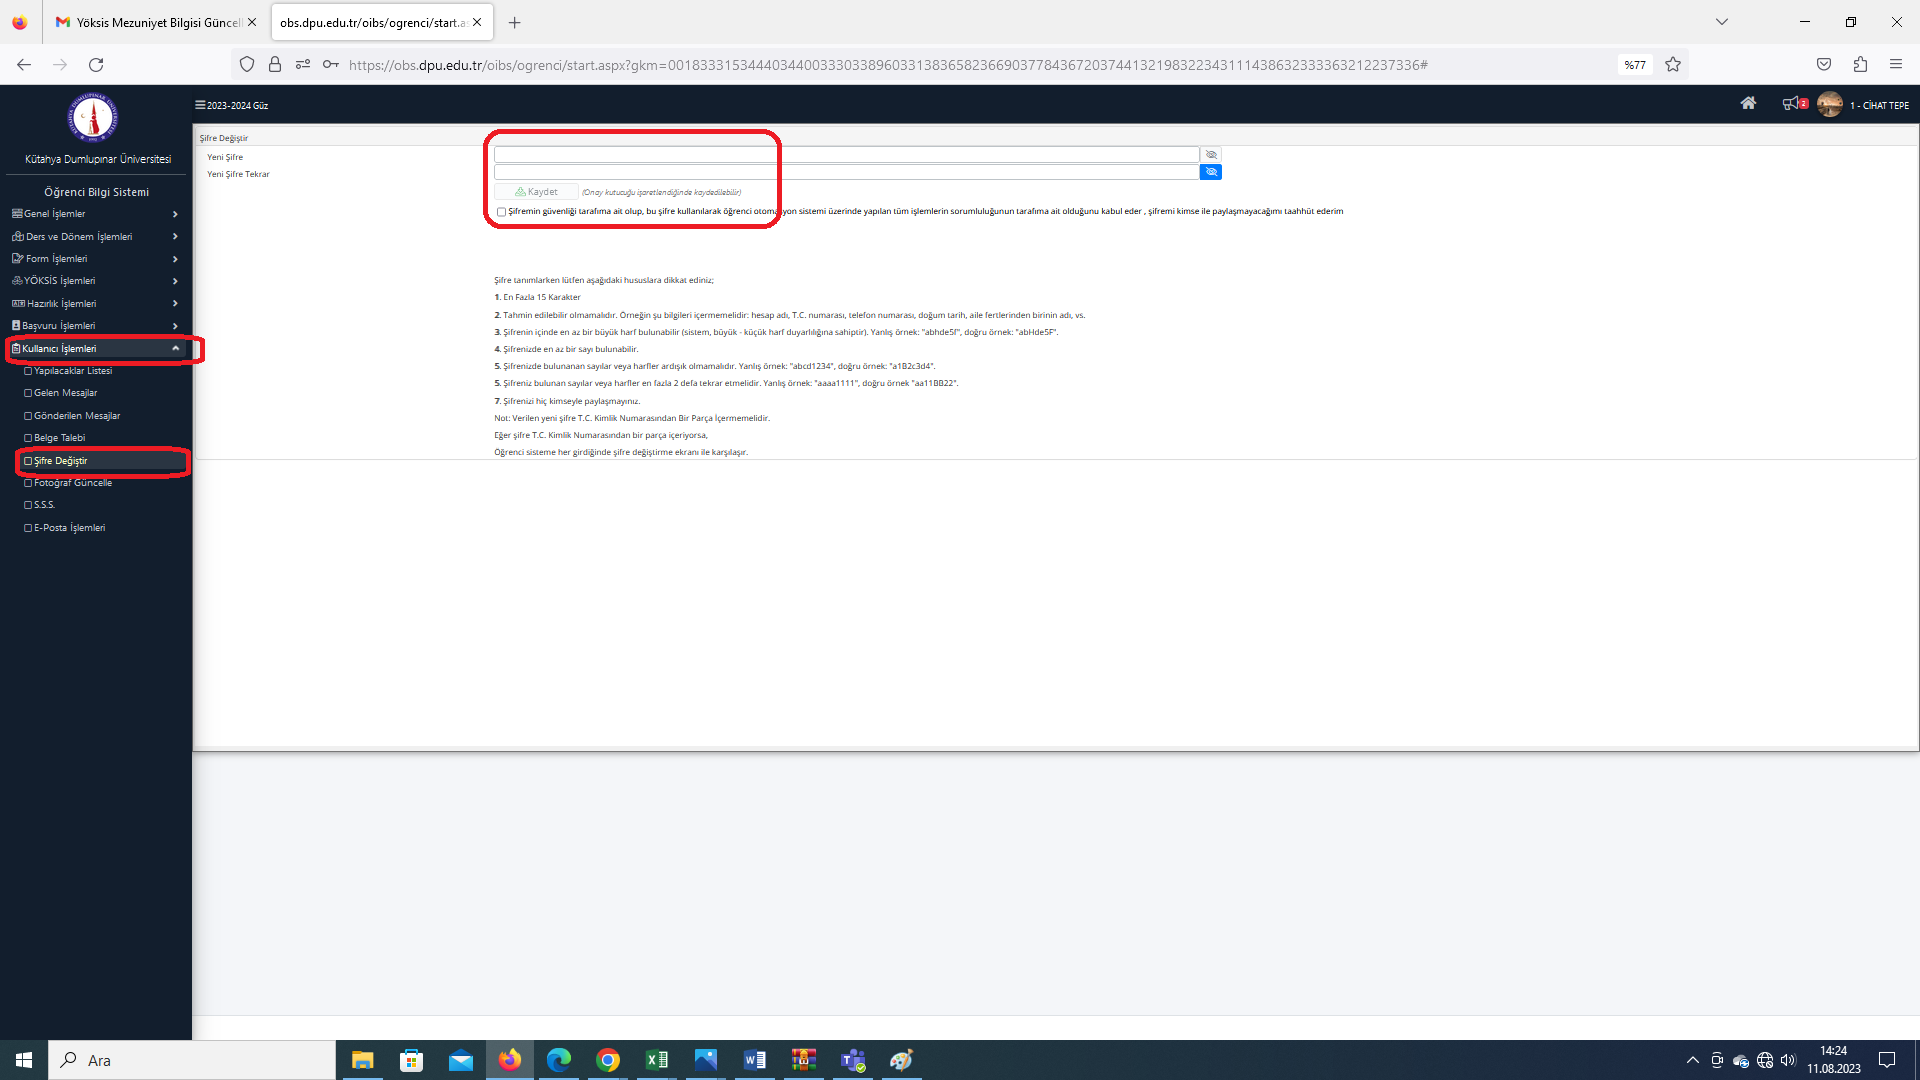 Yöksis Mezuniyet Bilgisi Güncell
obs.dpu.edu.tr/oibs/ogrenci/start.as
https://obs.dpu.edu.tr/oibs/ogrenci/start.aspx?gkm=001833315344403440033303389603313836582366903778436720374413219832234311143863233336321223​7336#
%77
2023-2024 Güz
2
1 - CİHAT TEPE
Kütahya Dumlupınar Üniversitesi
Öğrenci Bilgi Sistemi
Genel İşlemler
Ders ve Dönem İşlemleri
Form İşlemleri
YÖKSİS İşlemleri
Hazırlık İşlemleri
Başvuru İşlemleri
Kullanıcı İşlemleri
Yapılacaklar Listesi
Gelen Mesajlar
Gönderilen Mesajlar
Belge Talebi
Şifre Değiştir
Fotoğraf Güncelle
S.S.S.
E-Posta İşlemleri
Şifre Değiştir
Yeni Şifre
Yeni Şifre Tekrar
Kaydet (Onay kutucuğu işaretlendiğinde kaydedilebilir)
Şifremin güvenliği tarafıma ait olup, bu şifre kullanılarak öğrenci otomasyon sistemi üzerinde yapılan tüm işlemlerin sorumluluğunun tarafıma ait olduğunu kabul eder , şifremi kimse ile paylaşmayacağımı taahhüt ederim
Şifre tanımlarken lütfen aşağıdaki hususlara dikkat ediniz;
1. En Fazla 15 Karakter
2. Tahmin edilebilir olmamalıdır. Örneğin şu bilgileri içermemelidir: hesap adı, T.C. numarası, telefon numarası, doğum tarih, aile fertlerinden birinin adı, vs.
3. Şifrenin içinde en az bir büyük harf bulunabilir (sistem, büyük - küçük harf duyarlılığına sahiptir). Yanlış örnek: "abhde5f", doğru örnek: "abHde5F".
4. Şifrenizde en az bir sayı bulunabilir.
5. Şifrenizde bulunanan sayılar veya harfler ardışık olmamalıdır. Yanlış örnek: "abcd1234", doğru örnek: "a1B2c3d4".
5. Şifreniz bulunan sayılar veya harfler en fazla 2 defa tekrar etmelidir. Yanlış örnek: "aaaa1111", doğru örnek "aa11BB22".
7. Şifrenizi hiç kimseyle paylaşmayınız.
Not: Verilen yeni şifre T.C. Kimlik Numarasından Bir Parça İçermemelidir.
Eğer şifre T.C. Kimlik Numarasından bir parça içeriyorsa,
Öğrenci sisteme her girdiğinde şifre değiştirme ekranı ile karşılaşır.
Ara
14:24
11.08.2023